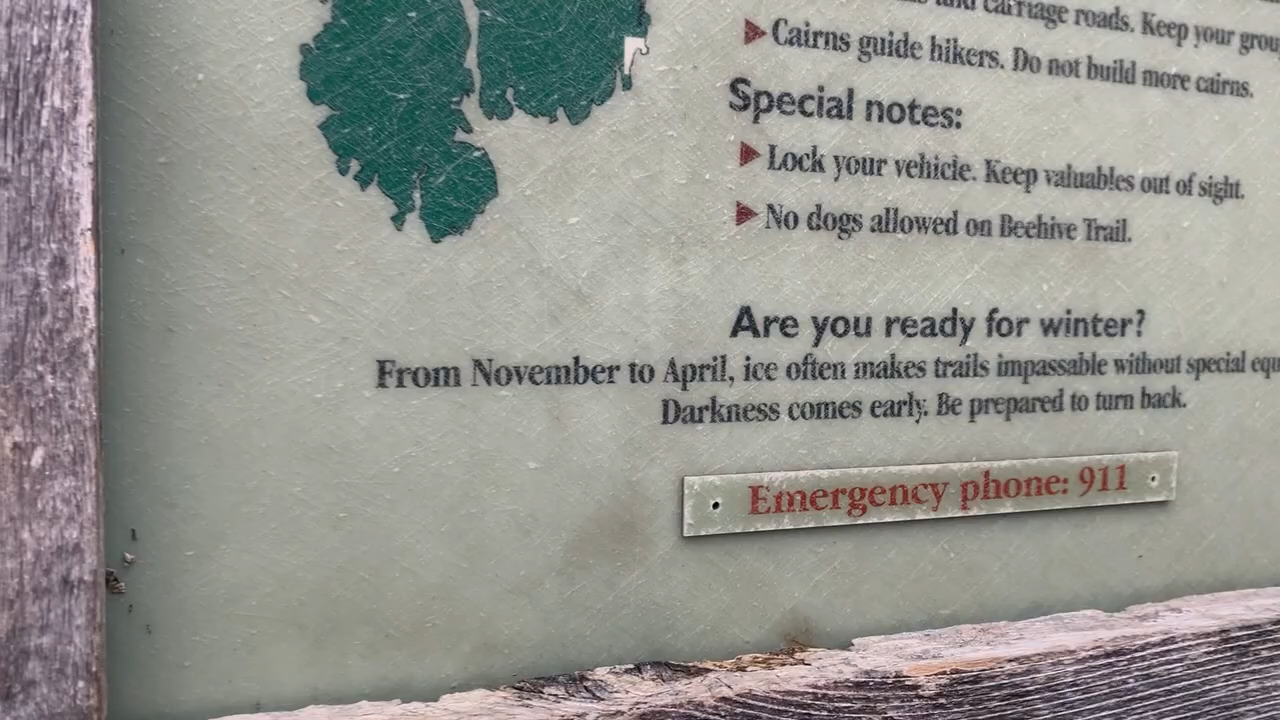 and carriage roads. Keep your grou
Cairns guide hikers. Do not build more cairns.
Special notes:
Lock your vehicle. Keep valuables out of sight.
No dogs allowed on Beehive Trail.
Are you ready for winter?
From November to April, ice often makes trails impassable without special equ
Darkness comes early. Be prepared to turn back.
Emergency phone: 911